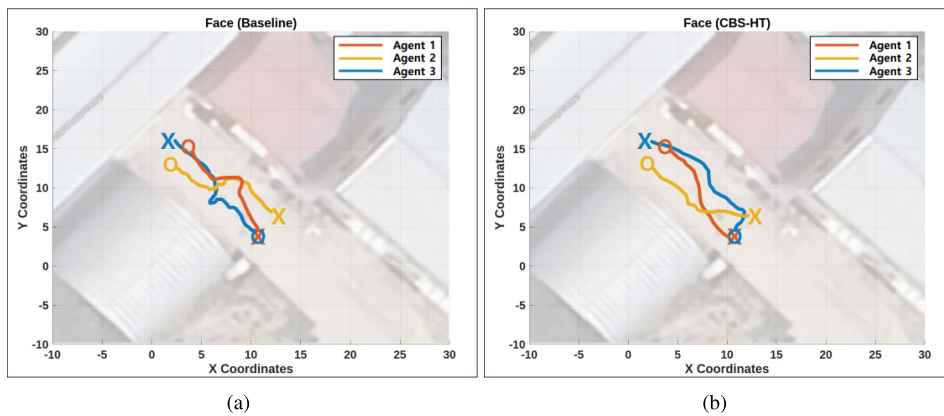 Face (Baseline)
Agent 1
Agent 2
Agent 3
30
25
20
15
10
5
0
-5
-10
-10 -5 0 5 10 15 20 25 30
Y Coordinates
X Coordinates
X O
O
X
O X
(a)
Face (CBS-HT)
Agent 1
Agent 2
Agent 3
30
25
20
15
10
5
0
-5
-10
-10 -5 0 5 10 15 20 25 30
Y Coordinates
X Coordinates
X O
O
X
O X
(b)